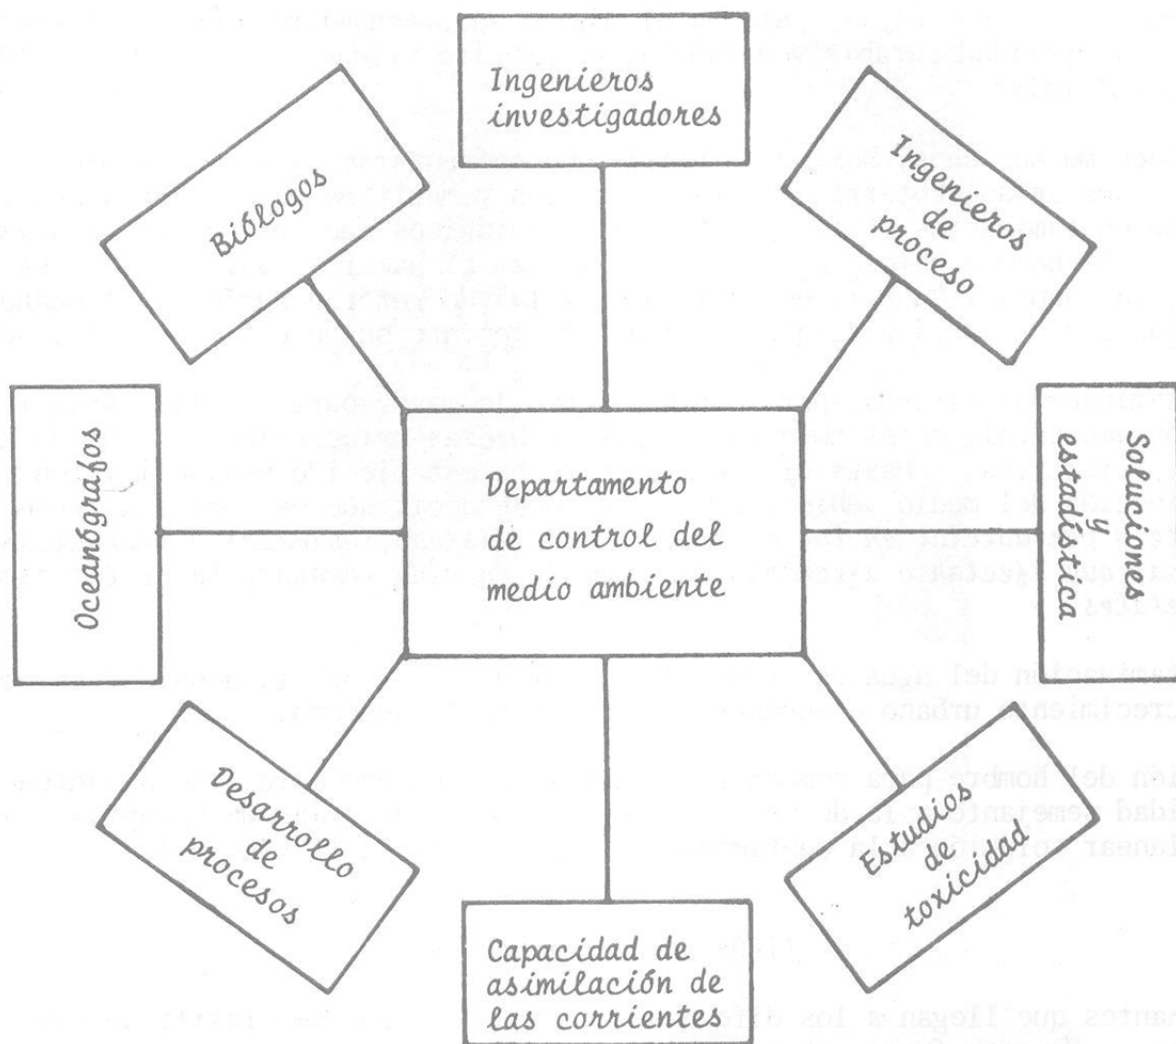 Ingenieros
investigadores
Ingenieros
de
proceso
Biólogos
Oceanógrafos
Departamento
de control del
medio ambiente
Soluciones
y
estadística
Desarrollo
de
procesos
Estudios
de
toxicidad
Capacidad de
asimilación de
las corrientes